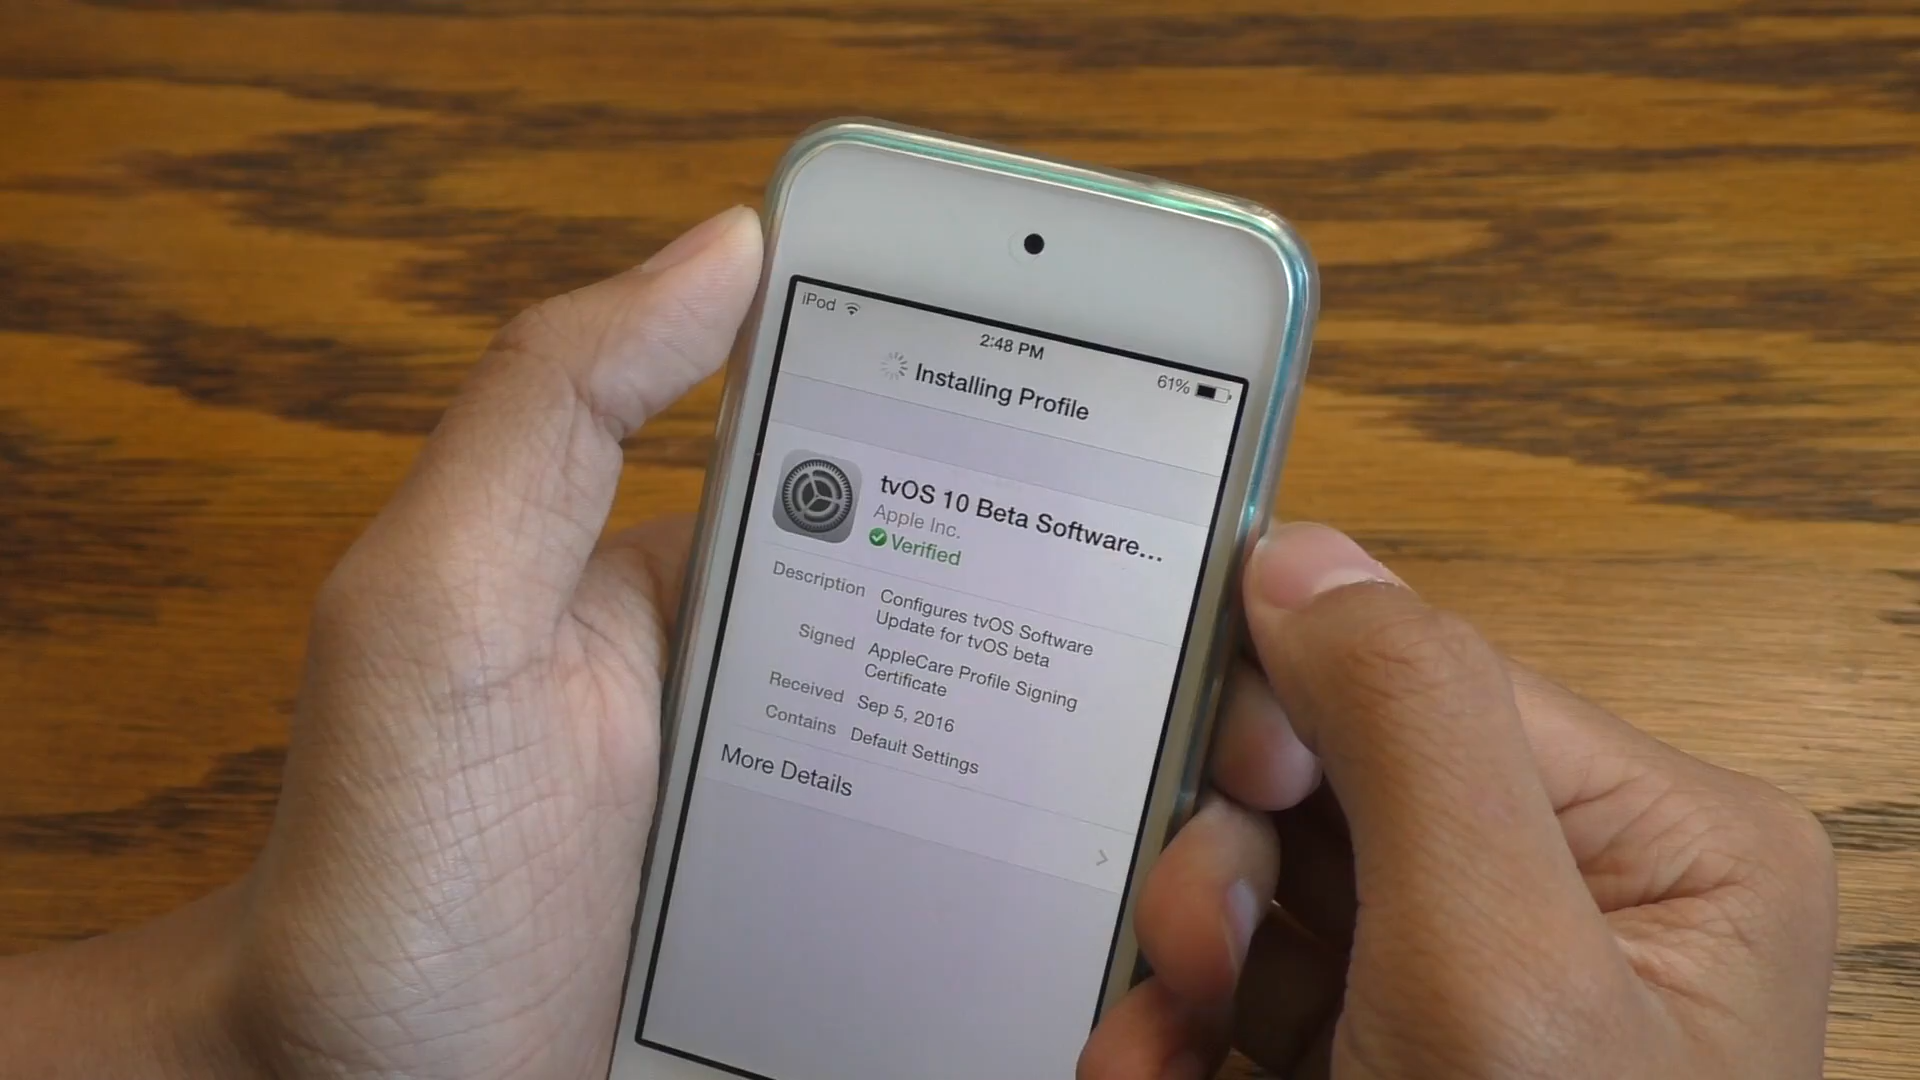 iPod
2:48 PM
61%
Installing Profile
tvOS 10 Beta Software...
Apple Inc.
Verified
Description Configures tvOS Software
Update for tvOS beta
Signed AppleCare Profile Signing
Certificate
Received Sep 5, 2016
Contains Default Settings
More Details